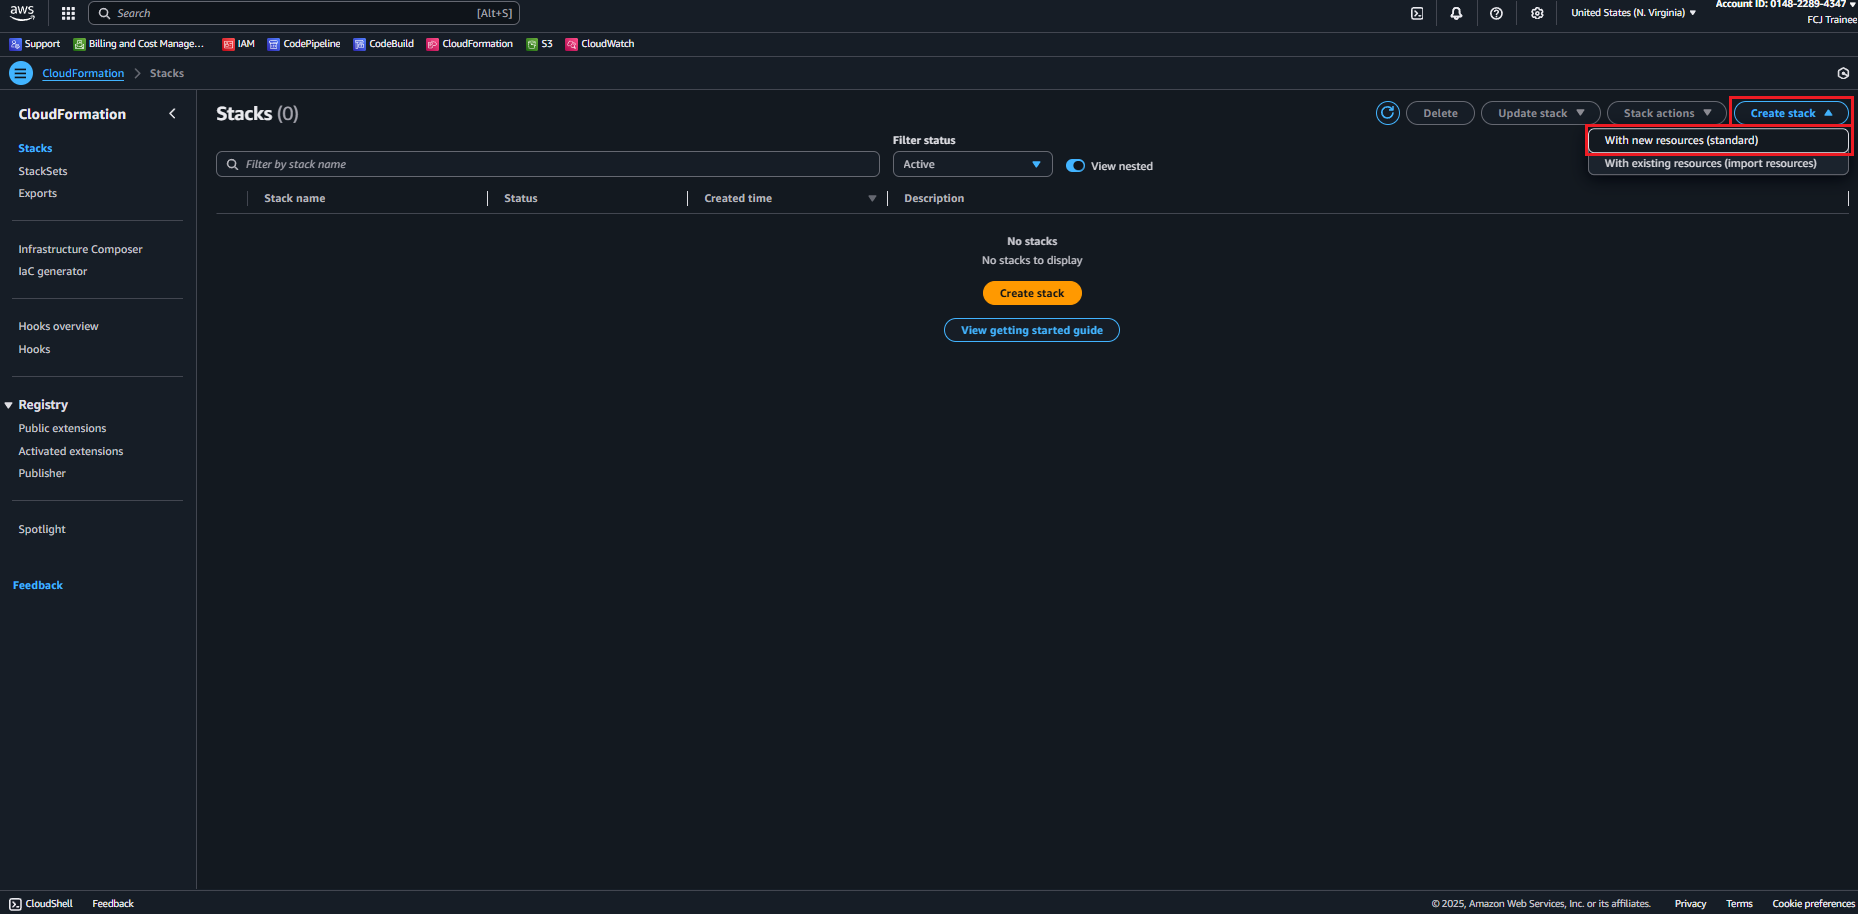 aws
Search [Alt+S]
United States (N. Virginia)
Account ID: 0148-2289-4347
FCJ Trainee
Support Billing and Cost Manage... IAM CodePipeline CodeBuild CloudFormation S3 CloudWatch
CloudFormation Stacks
CloudFormation
Stacks
StackSets
Exports
Infrastructure Composer
IaC generator
Hooks overview
Hooks
Registry
Public extensions
Activated extensions
Publisher
Spotlight
Feedback
Stacks (0)
Delete Update stack Stack actions Create stack
With new resources (standard)
With existing resources (import resources)
Filter status
Filter by stack name Active View nested
Stack name Status Created time Description
No stacks
No stacks to display
Create stack
View getting started guide
CloudShell Feedback © 2025, Amazon Web Services, Inc. or its affiliates. Privacy Terms Cookie preferences